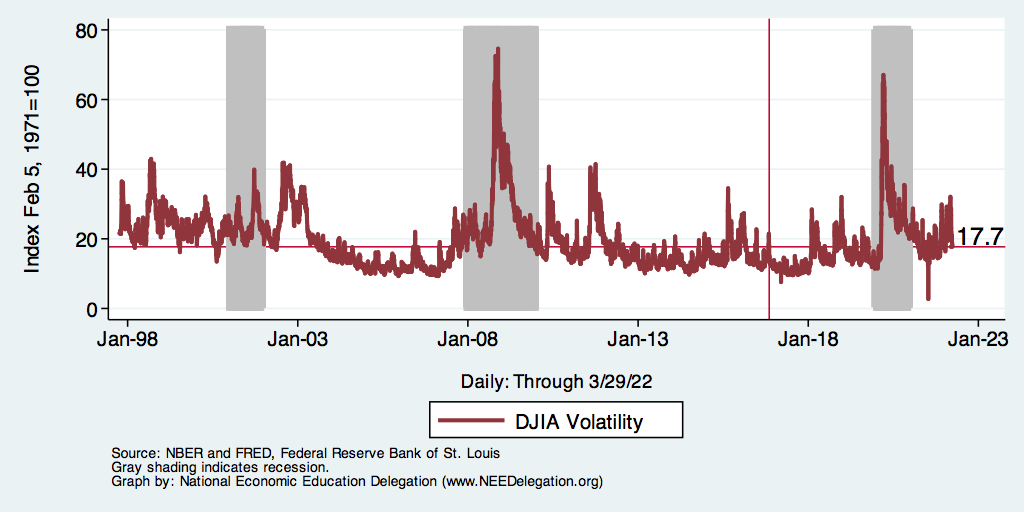 Index Feb 5, 1971=100
80
60
40
20
0
17.7
Jan-98 Jan-03 Jan-08 Jan-13 Jan-18 Jan-23
Daily: Through 3/29/22
DJIA Volatility
Source: NBER and FRED, Federal Reserve Bank of St. Louis
Gray shading indicates recession.
Graph by: National Economic Education Delegation (www.NEEDelegation.org)